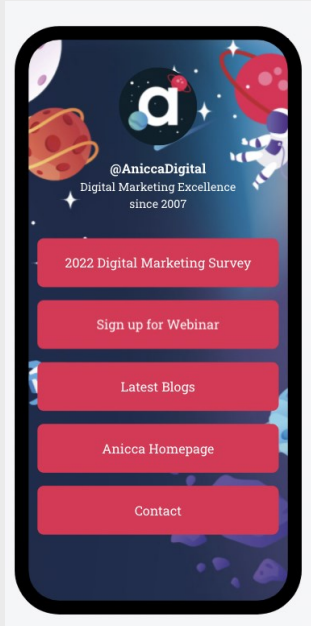 a
@AniccaDigital
Digital Marketing Excellence
since 2007
2022 Digital Marketing Survey
Sign up for Webinar
Latest Blogs
Anicca Homepage
Contact